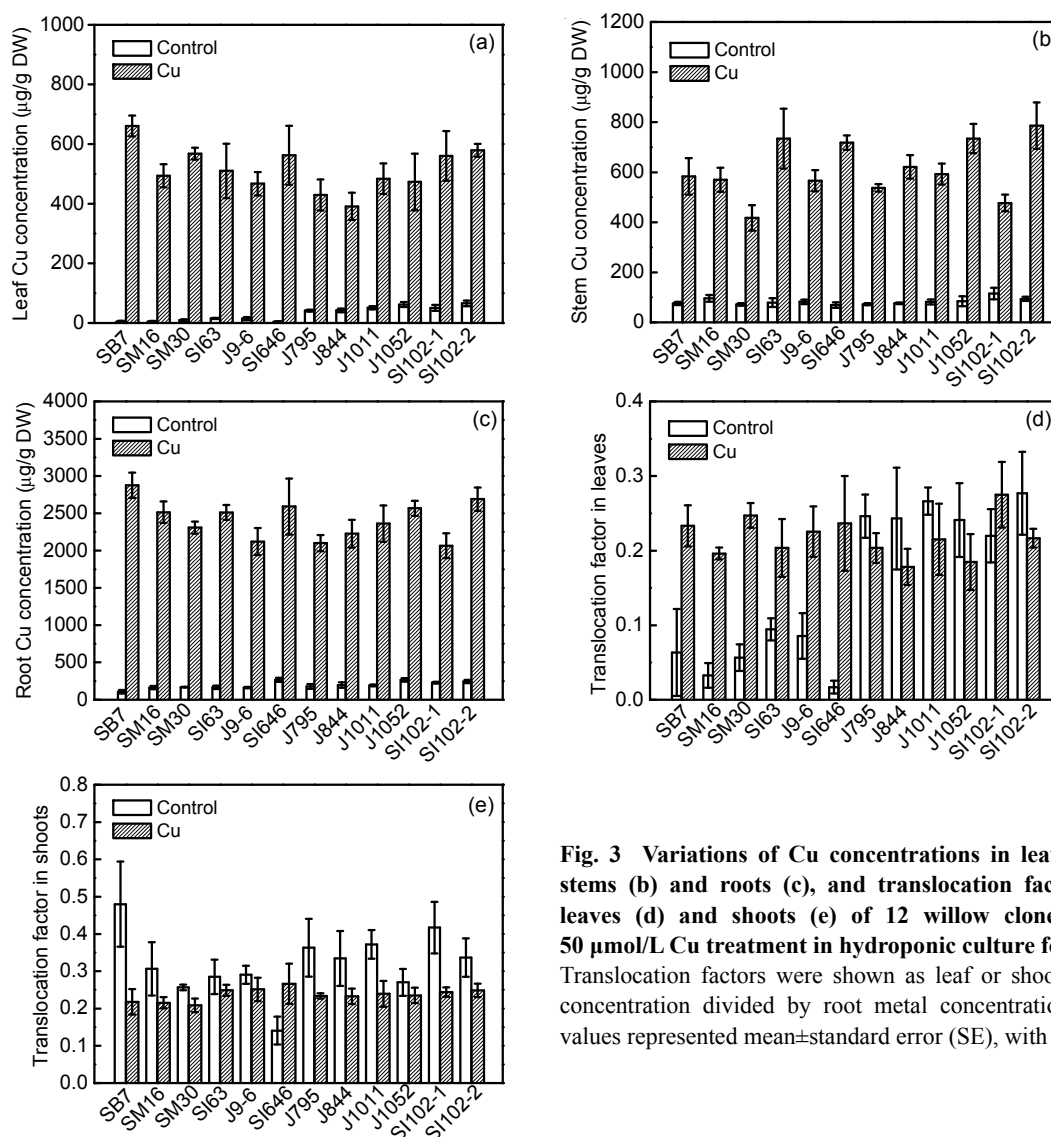 (a)
Control
Cu
Leaf Cu concentration (μg/g DW)
1000
800
600
400
200
0
SB7
SM16
SM30
SI63
J9-6
SI646
J795
J844
J1011
J1052
SI102-1
SI102-2
(b
Control
Cu
Stem Cu concentration (μg/g DW)
1200
1000
800
600
400
200
0
SB7
SM16
SM30
SI63
J9-6
SI646
J795
J844
J1011
J1052
SI102-1
SI102-2
(c)
Control
Cu
Root Cu concentration (μg/g DW)
4000
3500
3000
2500
2000
1500
1000
500
0
SB7
SM16
SM30
SI63
J9-6
SI646
J795
J844
J1011
J1052
SI102-1
SI102-2
(d)
Control
Cu
Translocation factor in leaves
0.4
0.3
0.2
0.1
0.0
SB7
SM16
SM30
SI63
J9-6
SI646
J795
J844
J1011
J1052
SI102-1
SI102-2
(e)
Control
Cu
Translocation factor in shoots
0.8
0.7
0.6
0.5
0.4
0.3
0.2
0.1
0.0
SB7
SM16
SM30
SI63
J9-6
SI646
J795
J844
J1011
J1052
SI102-1
SI102-2
Fig. 3 Variations of Cu concentrations in leav
stems (b) and roots (c), and translocation fac
leaves (d) and shoots (e) of 12 willow clone
50 μmol/L Cu treatment in hydroponic culture fo
Translocation factors were shown as leaf or shoo
concentration divided by root metal concentratio
values represented mean±standard error (SE), with